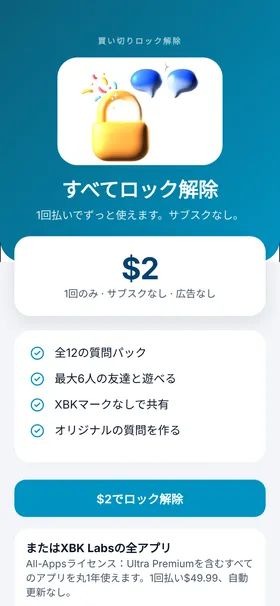 買い切りロック解除
すべてロック解除
1回払いでずっと使えます。サブスクなし。
$2
1回のみ · サブスクなし · 広告なし
全12の質問パック
最大6人の友達と遊べる
XBKマークなしで共有
オリジナルの質問を作る
$2でロック解除
またはXBK Labsの全アプリ
All-Appsライセンス：Ultra Premiumを含むすべて
のアプリを丸1年使えます。1回払い$49.99、自動
更新なし。